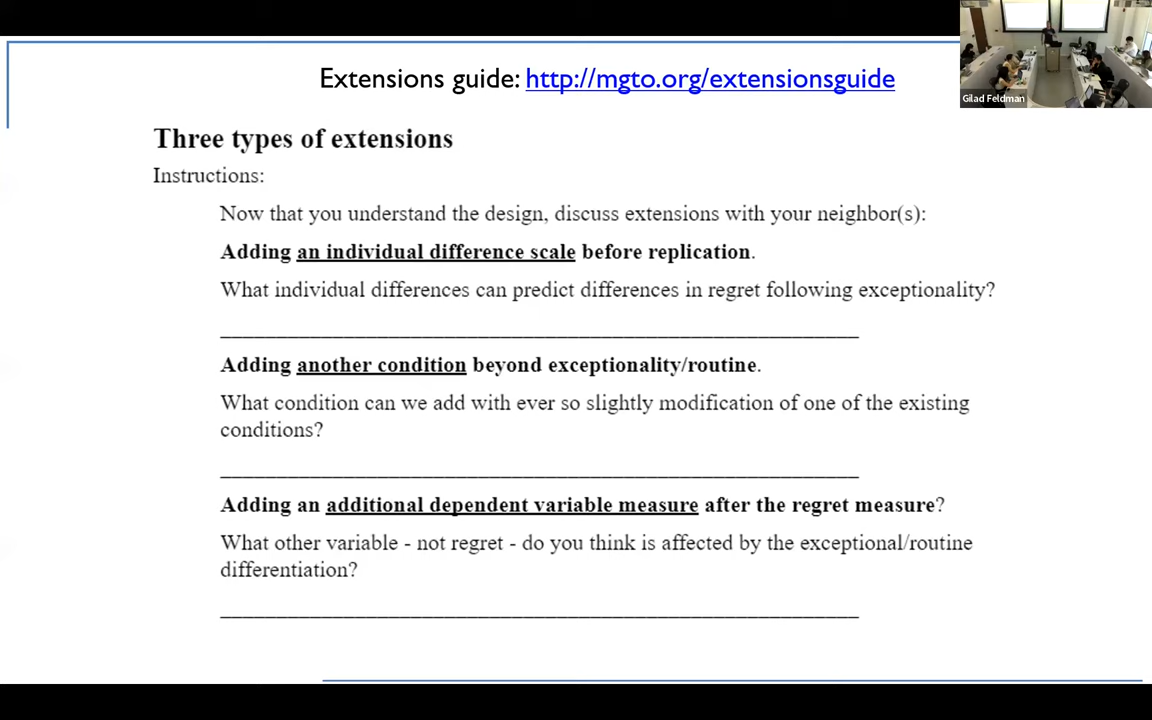 Extensions guide: http://mgto.org/extensionsguide
Gilad Feldman
Three types of extensions
Instructions:
Now that you understand the design, discuss extensions with your neighbor(s):
Adding an individual difference scale before replication.
What individual differences can predict differences in regret following exceptionality?
Adding another condition beyond exceptionality/routine.
What condition can we add with ever so slightly modification of one of the existing
conditions?
Adding an additional dependent variable measure after the regret measure?
What other variable - not regret - do you think is affected by the exceptional/routine
differentiation?